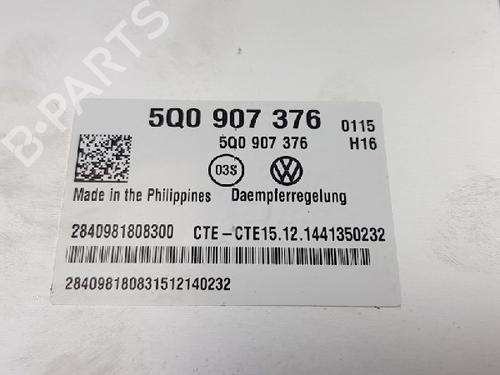 B-PARTS
5Q0 907 376 0115
5Q0 907 376 H16
03S
Made in the Philippines Daempferregelung
2840981808300 CTE-CTE15.12.1441350232
284098180831512140232